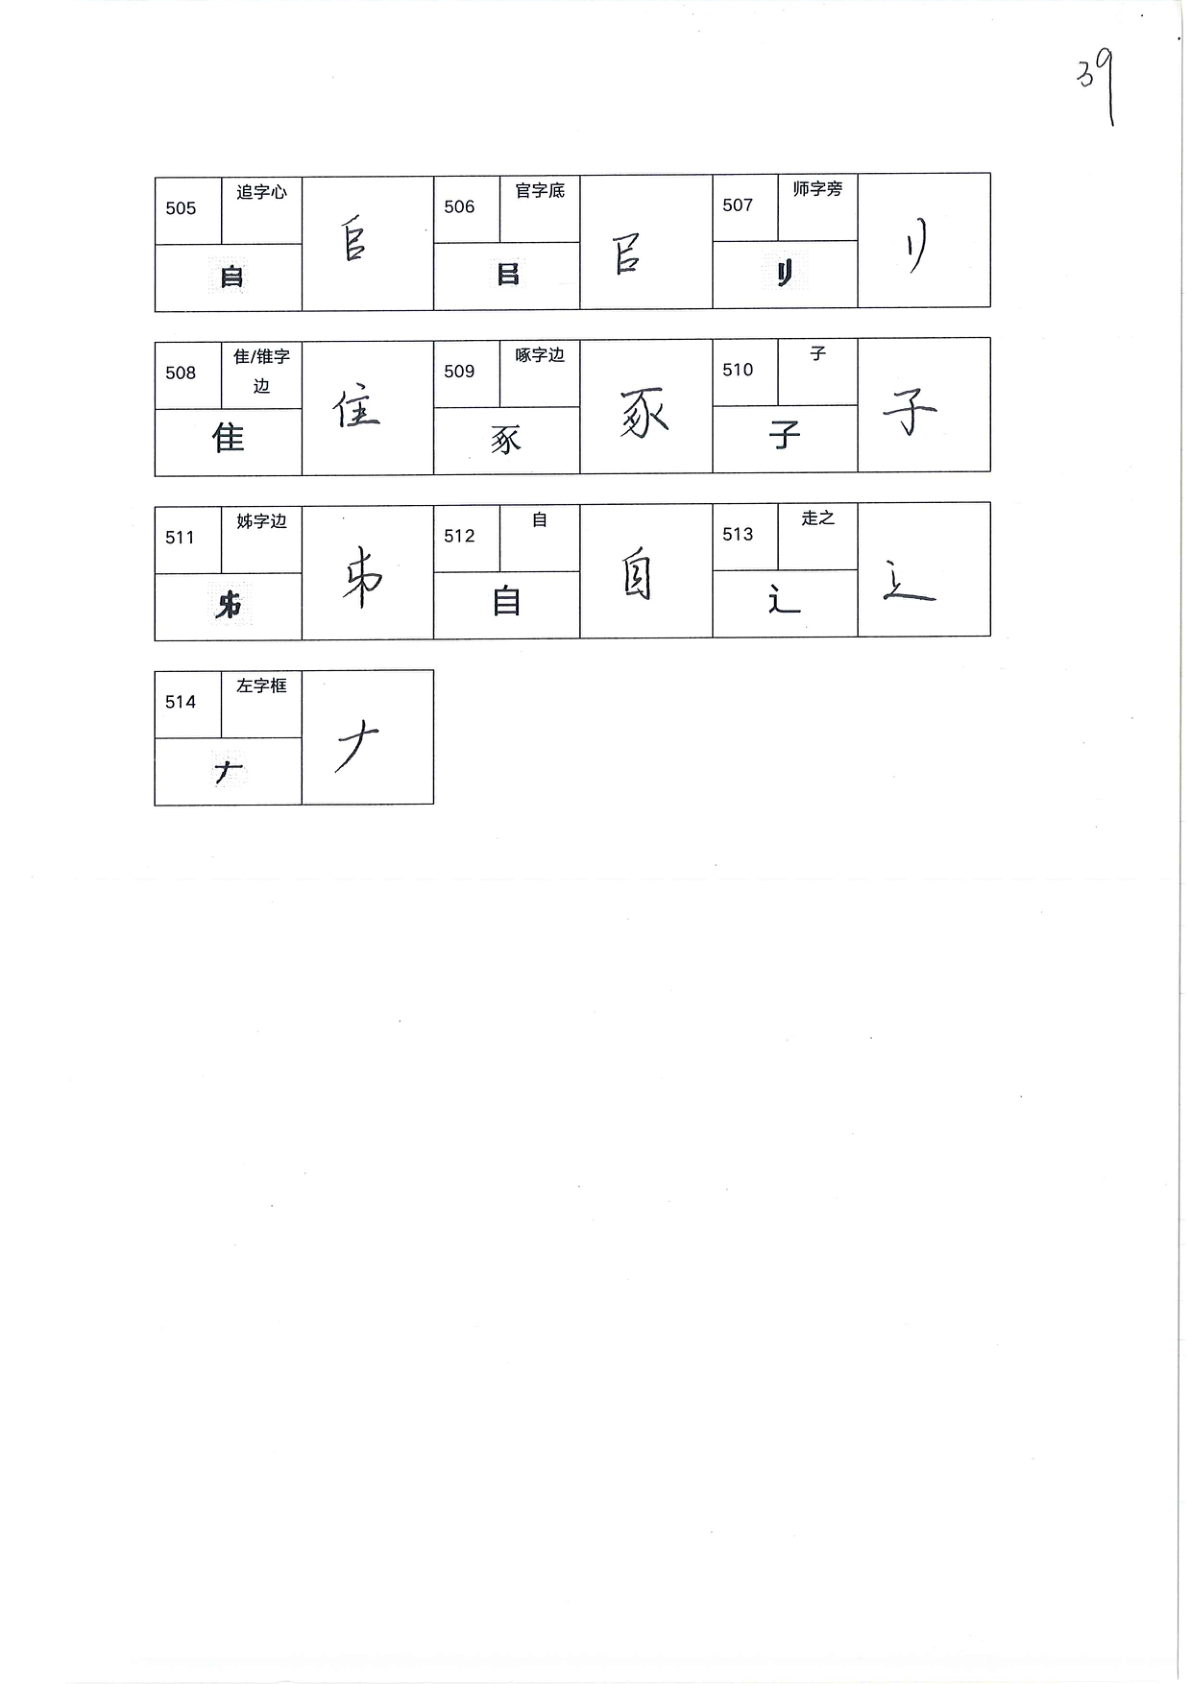 39
505 追字心 506 官字底 507 师字旁
𠂤 㠯 刂
𠂤 㠯 刂
508 隹/锥字边 509 啄字边 510 子
隹 豖 子
隹 豖 子
511 姊字边 512 自 513 走之
自 辶
自 辶
514 左字框
𠂇 𠂇